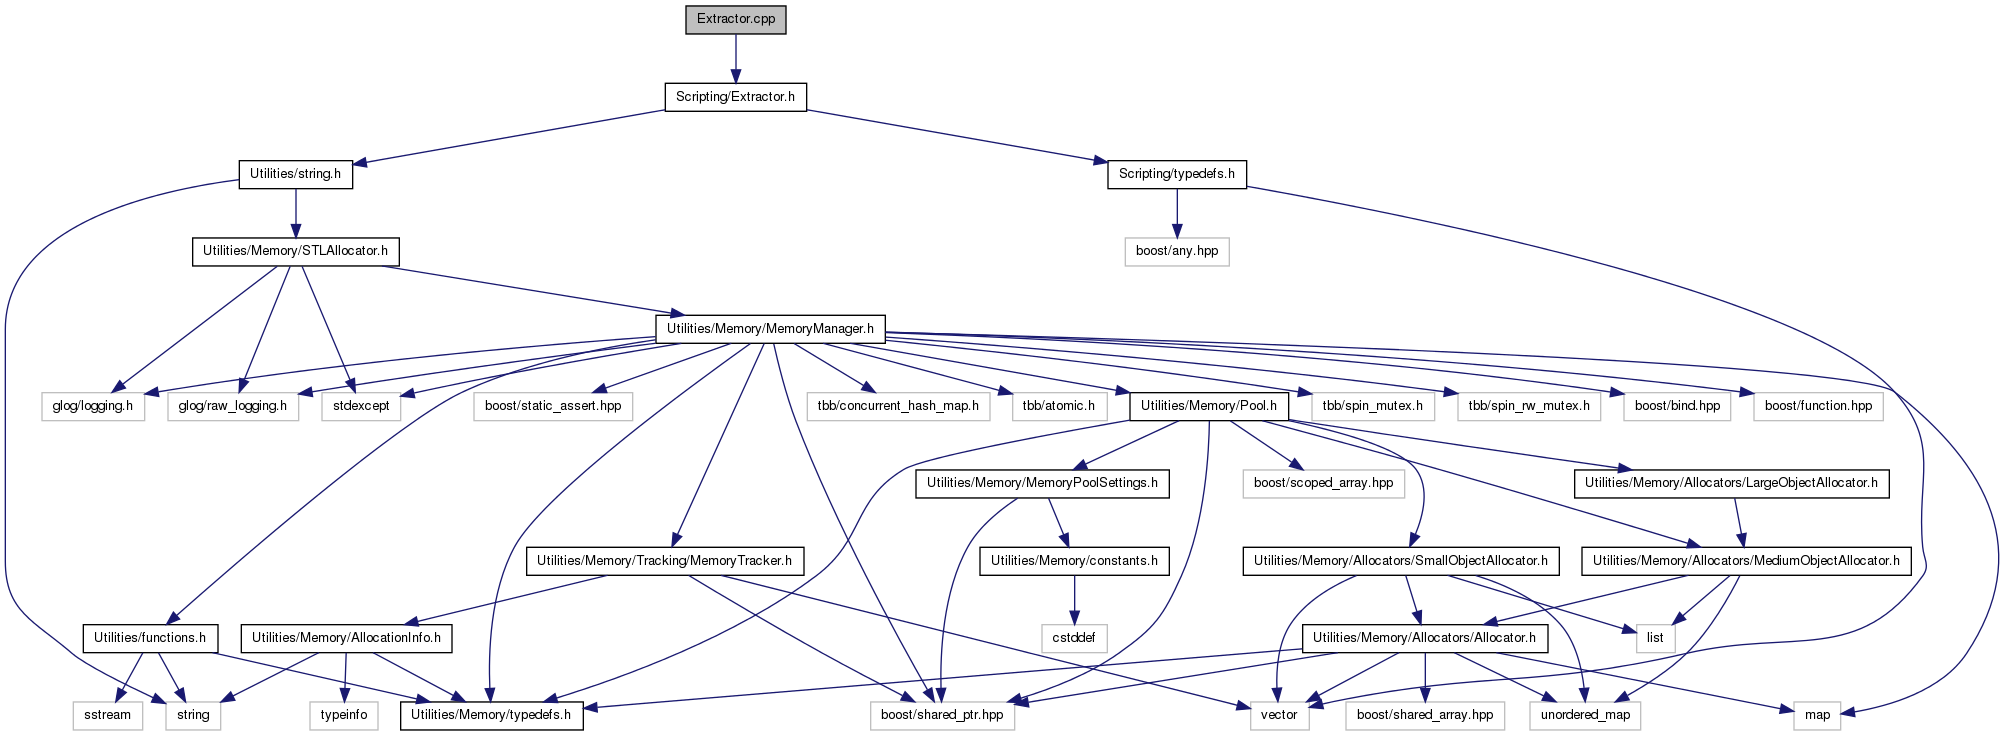 Extractor.cpp
Scripting/Extractor.h
Utilities/string.h
Scripting/typedefs.h
Utilities/Memory/STLAllocator.h
boost/any.hpp
Utilities/Memory/MemoryManager.h
glog/logging.h
glog/raw_logging.h
stdexcept
boost/static_assert.hpp
tbb/concurrent_hash_map.h
tbb/atomic.h
Utilities/Memory/Pool.h
tbb/spin_mutex.h
tbb/spin_rw_mutex.h
boost/bind.hpp
boost/function.hpp
Utilities/Memory/MemoryPoolSettings.h
boost/scoped_array.hpp
Utilities/Memory/Allocators/LargeObjectAllocator.h
Utilities/Memory/Tracking/MemoryTracker.h
Utilities/Memory/constants.h
Utilities/Memory/Allocators/SmallObjectAllocator.h
Utilities/Memory/Allocators/MediumObjectAllocator.h
Utilities/functions.h
Utilities/Memory/AllocationInfo.h
cstddef
Utilities/Memory/Allocators/Allocator.h
list
sstream
string
typeinfo
Utilities/Memory/typedefs.h
boost/shared_ptr.hpp
vector
boost/shared_array.hpp
unordered_map
map